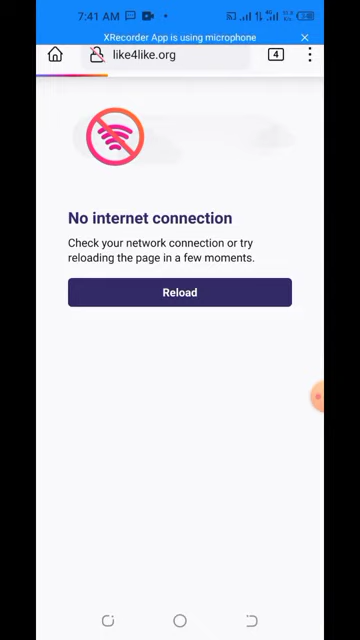 7:41 AM
XRecorder App is using microphone
like4like.org
4
No internet connection
Check your network connection or try
reloading the page in a few moments.
Reload